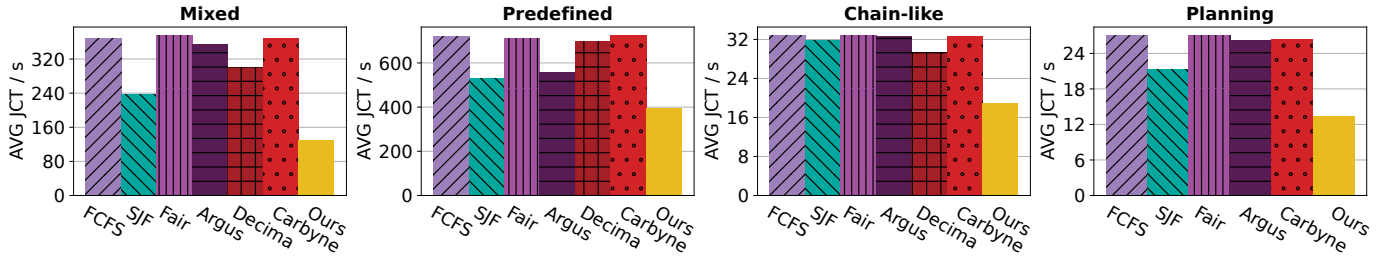 Mixed
AVG JCT / s
320
240
160
80
0
FCFS SJF Fair Argus Decima Carbyne Ours
Predefined
AVG JCT / s
600
400
200
0
FCFS SJF Fair Argus Decima Carbyne Ours
Chain-like
AVG JCT / s
32
24
16
8
0
FCFS SJF Fair Argus Decima Carbyne Ours
Planning
AVG JCT / s
24
18
12
6
0
FCFS SJF Fair Argus Carbyne Ours